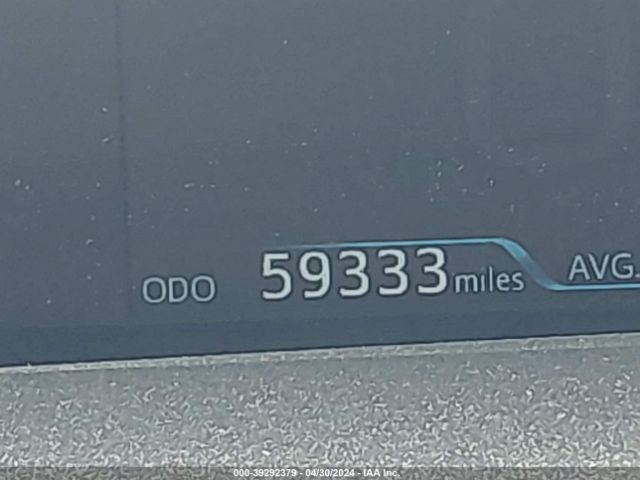 ODO 59333 miles AVG.
000-39292379 - 04/30/2024 - IAA Inc.